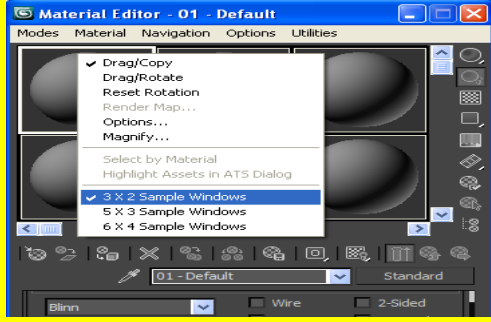 Material Editor - 01 - Default
Modes Material Navigation Options Utilities
Drag/Copy
Drag/Rotate
Reset Rotation
Render Map...
Options...
Magnify...
Select by Material
Highlight Assets in ATS Dialog
3 X 2 Sample Windows
5 X 3 Sample Windows
6 X 4 Sample Windows
01 - Default Standard
Blinn Wire 2-Sided